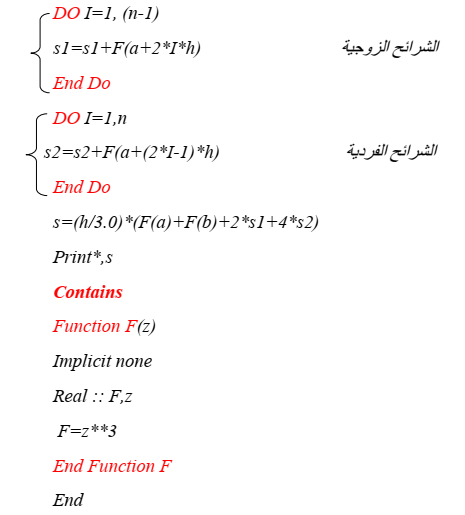 DO I=1, (n-1)
s1=s1+F(a+2*I*h) الشرائح الزوجية
End Do
DO I=1,n
s2=s2+F(a+(2*I-1)*h) الشرائح الفردية
End Do
s=(h/3.0)*(F(a)+F(b)+2*s1+4*s2)
Print*,s
Contains
Function F(z)
Implicit none
Real :: F,z
F=z**3
End Function F
End